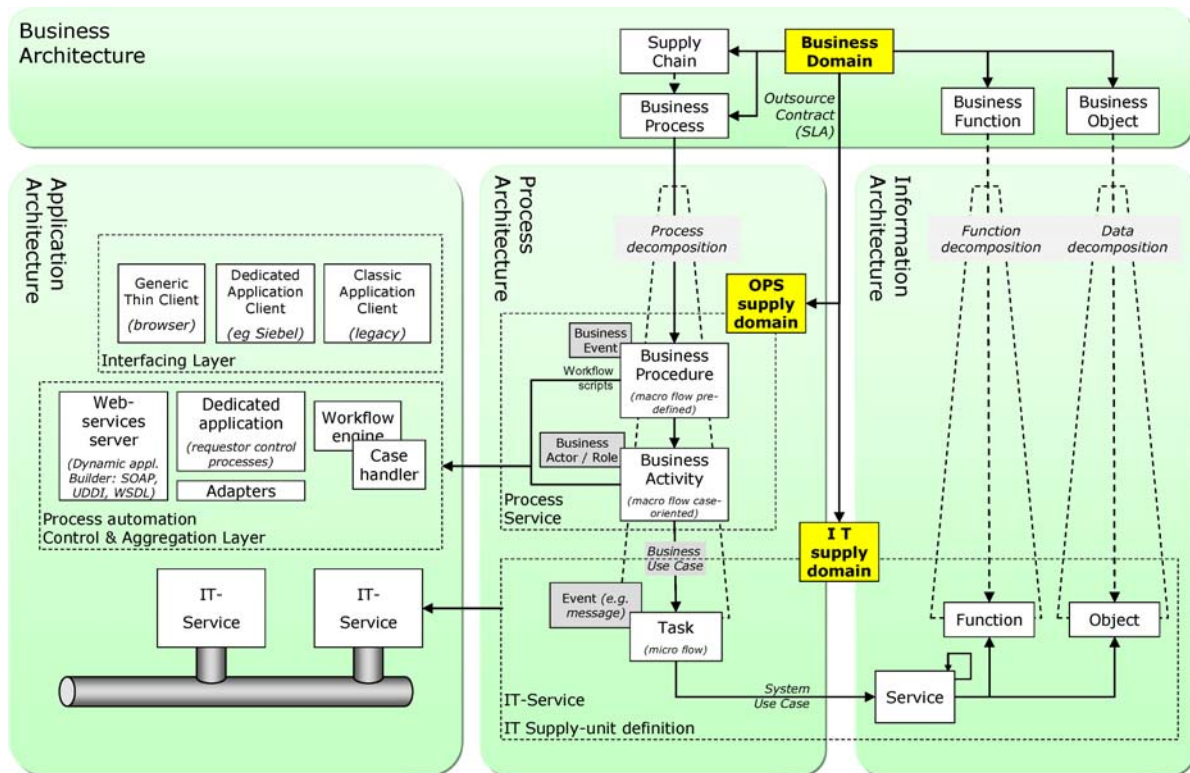 Business
Architecture
Supply
Chain
Business
Domain
Business
Process
Outsource
Contract
(SLA)
Business
Function
Business
Object
Application
Architecture
Generic
Thin Client
(browser)
Dedicated
Application
Client
(eg Siebel)
Classic
Application
Client
(legacy)
Interfacing Layer
Web-
services
server
(Dynamic appl.
Builder: SOAP,
UDDI, WSDL)
Dedicated
application
(requestor control
processes)
Adapters
Workflow
engine
Case
handler
Process automation
Control & Aggregation Layer
IT-
Service
IT-
Service
Process
Architecture
Process
decomposition
OPS
supply
domain
Business
Event
Workflow
scripts
Business
Procedure
(macro flow pre-
defined)
Business
Actor / Role
Business
Activity
(macro flow case-
oriented)
Process
Service
Business
Use Case
I T
supply
domain
Event (e.g.
message)
Task
(micro flow)
IT-Service
IT Supply-unit definition
System
Use Case
Information
Architecture
Function
decomposition
Data
decomposition
Function
Object
Service